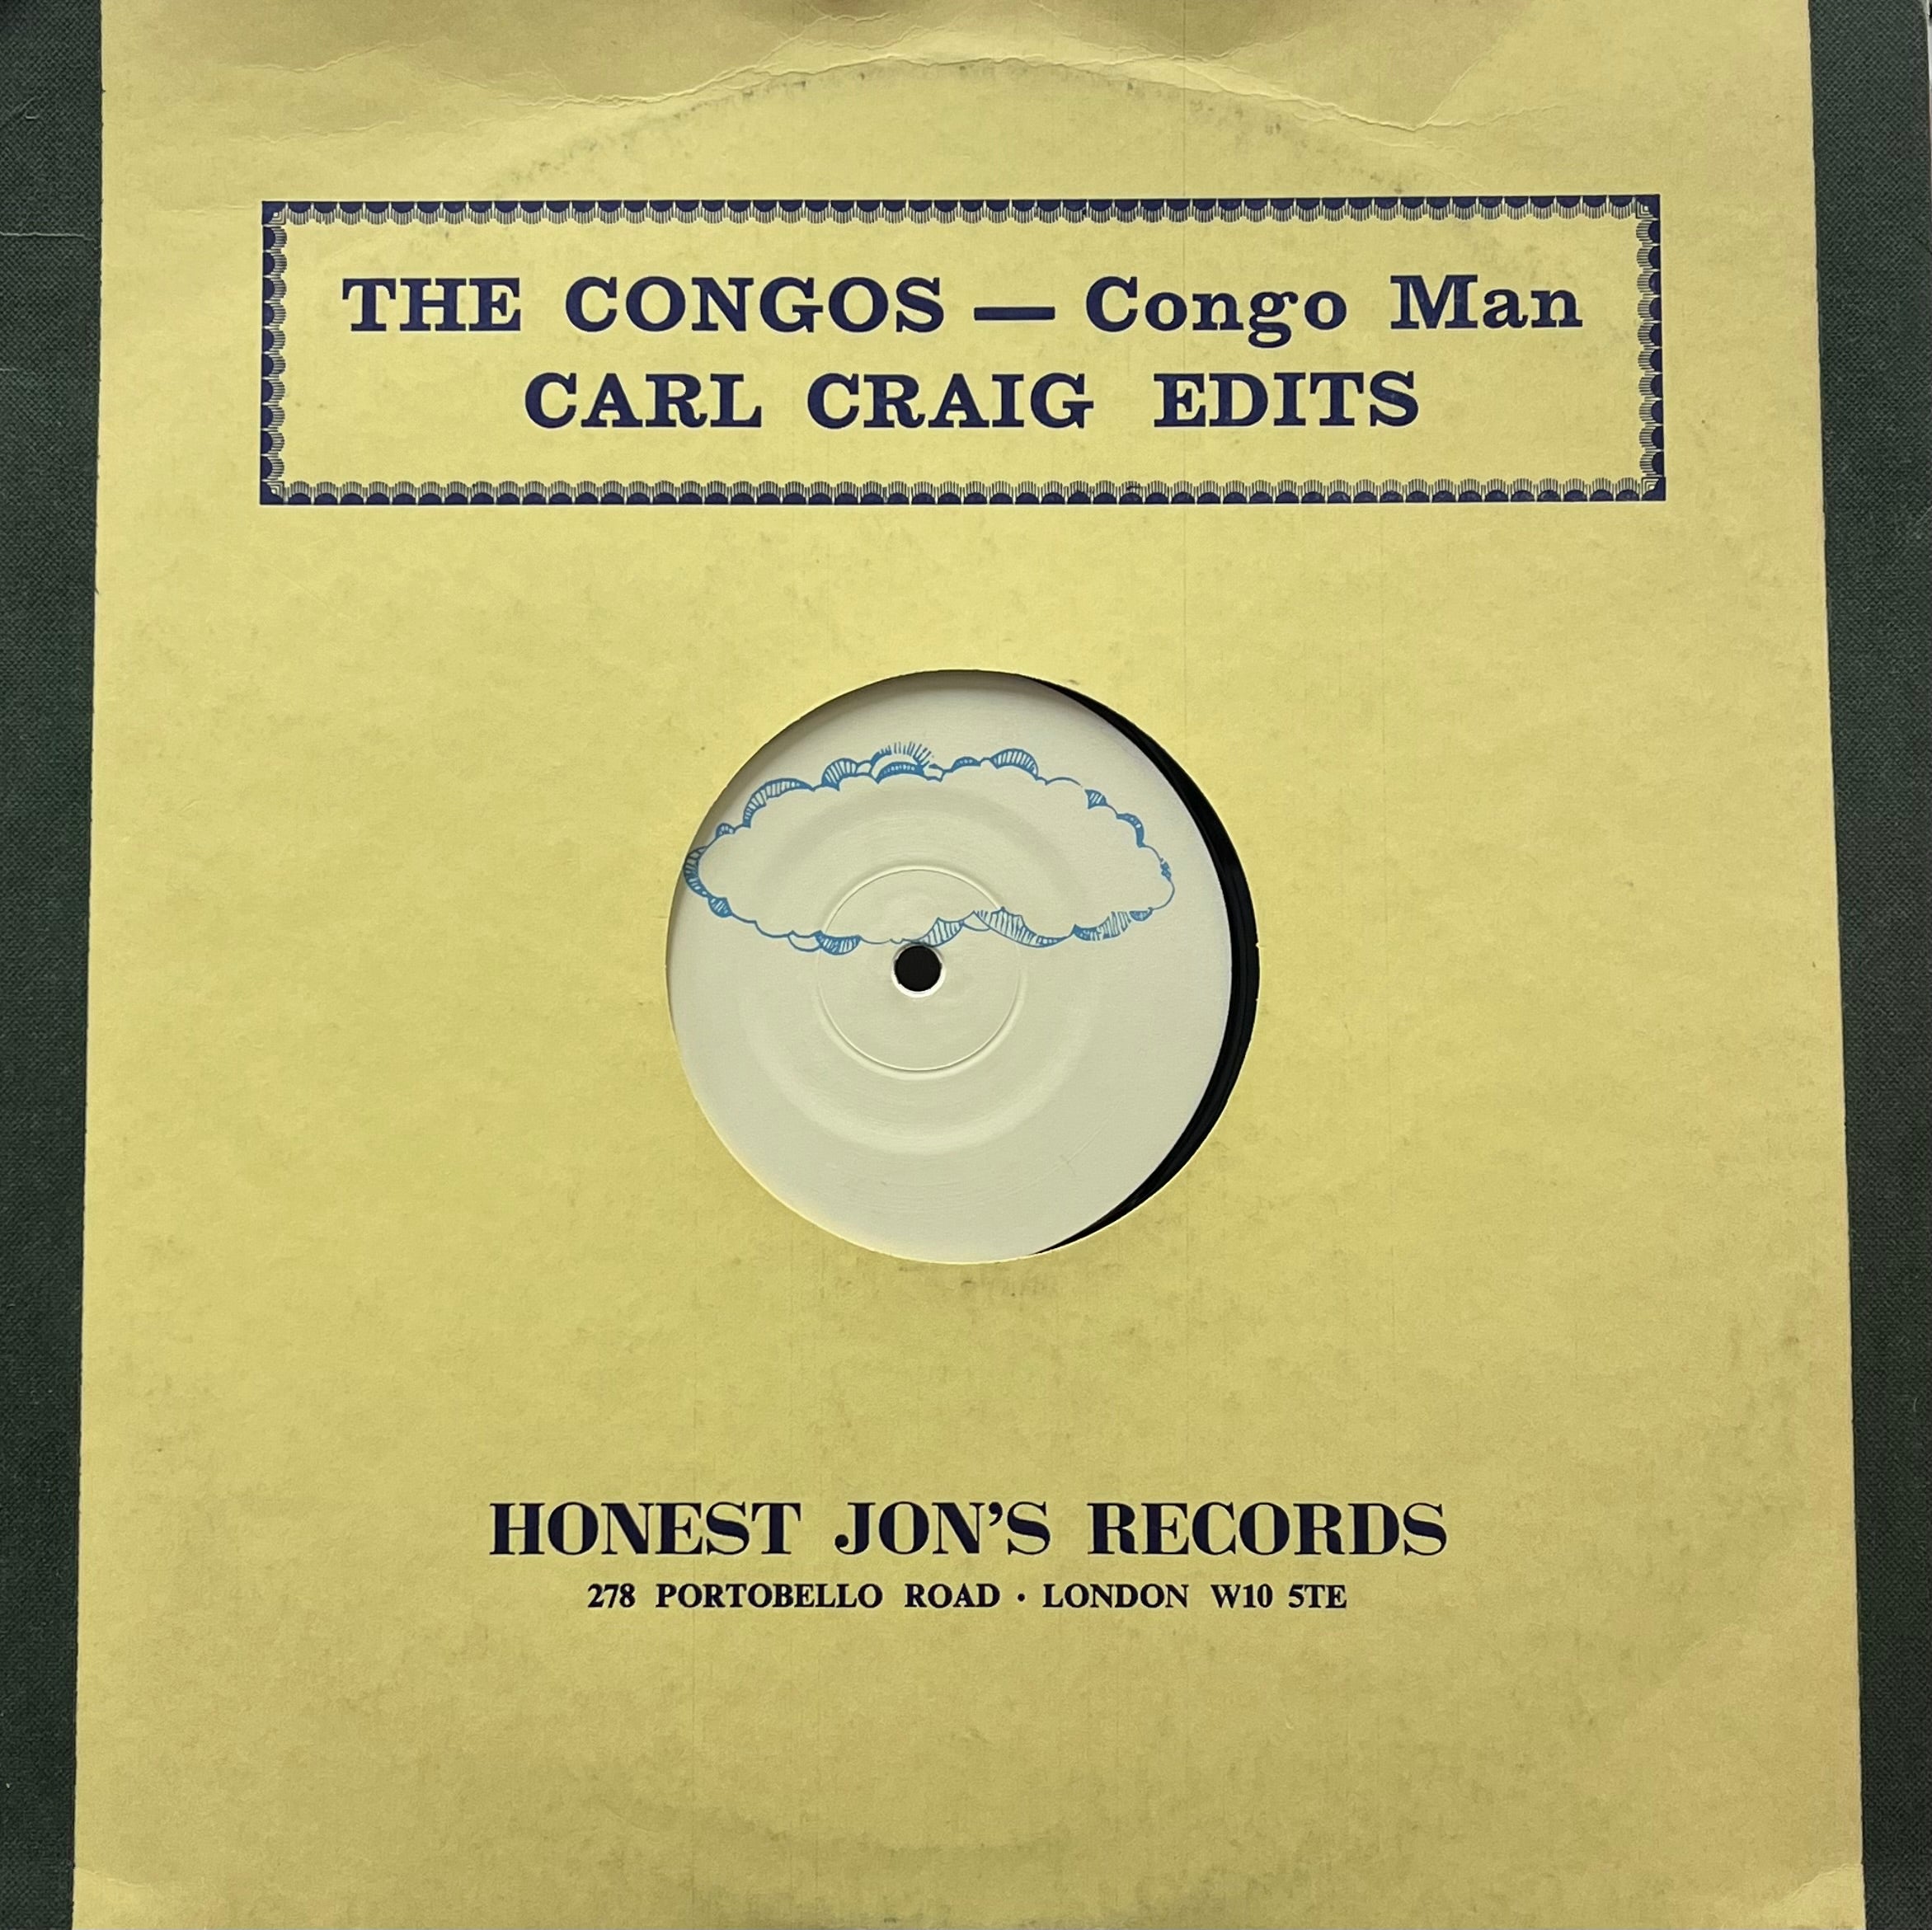 THE CONGOS — Congo Man
CARL CRAIG EDITS
HONEST JON’S RECORDS
278 PORTOBELLO ROAD · LONDON W10 5TE